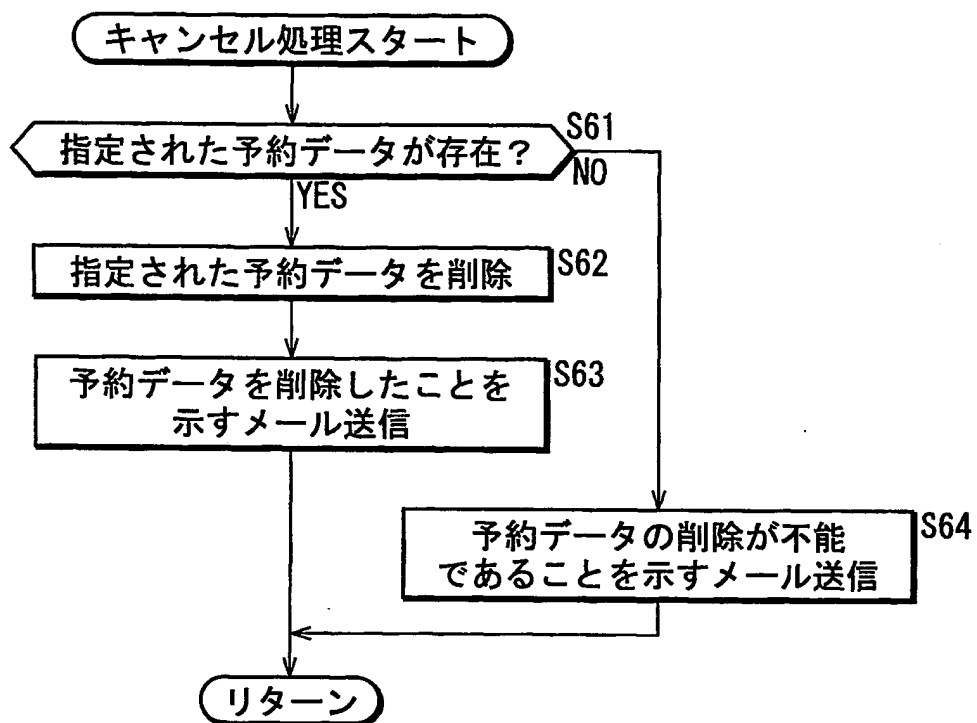 キャンセル処理スタート
指定された予約データが存在？
S61
NO
YES
指定された予約データを削除
S62
予約データを削除したことを
示すメール送信
S63
予約データの削除が不能
であることを示すメール送信
S64
リターン